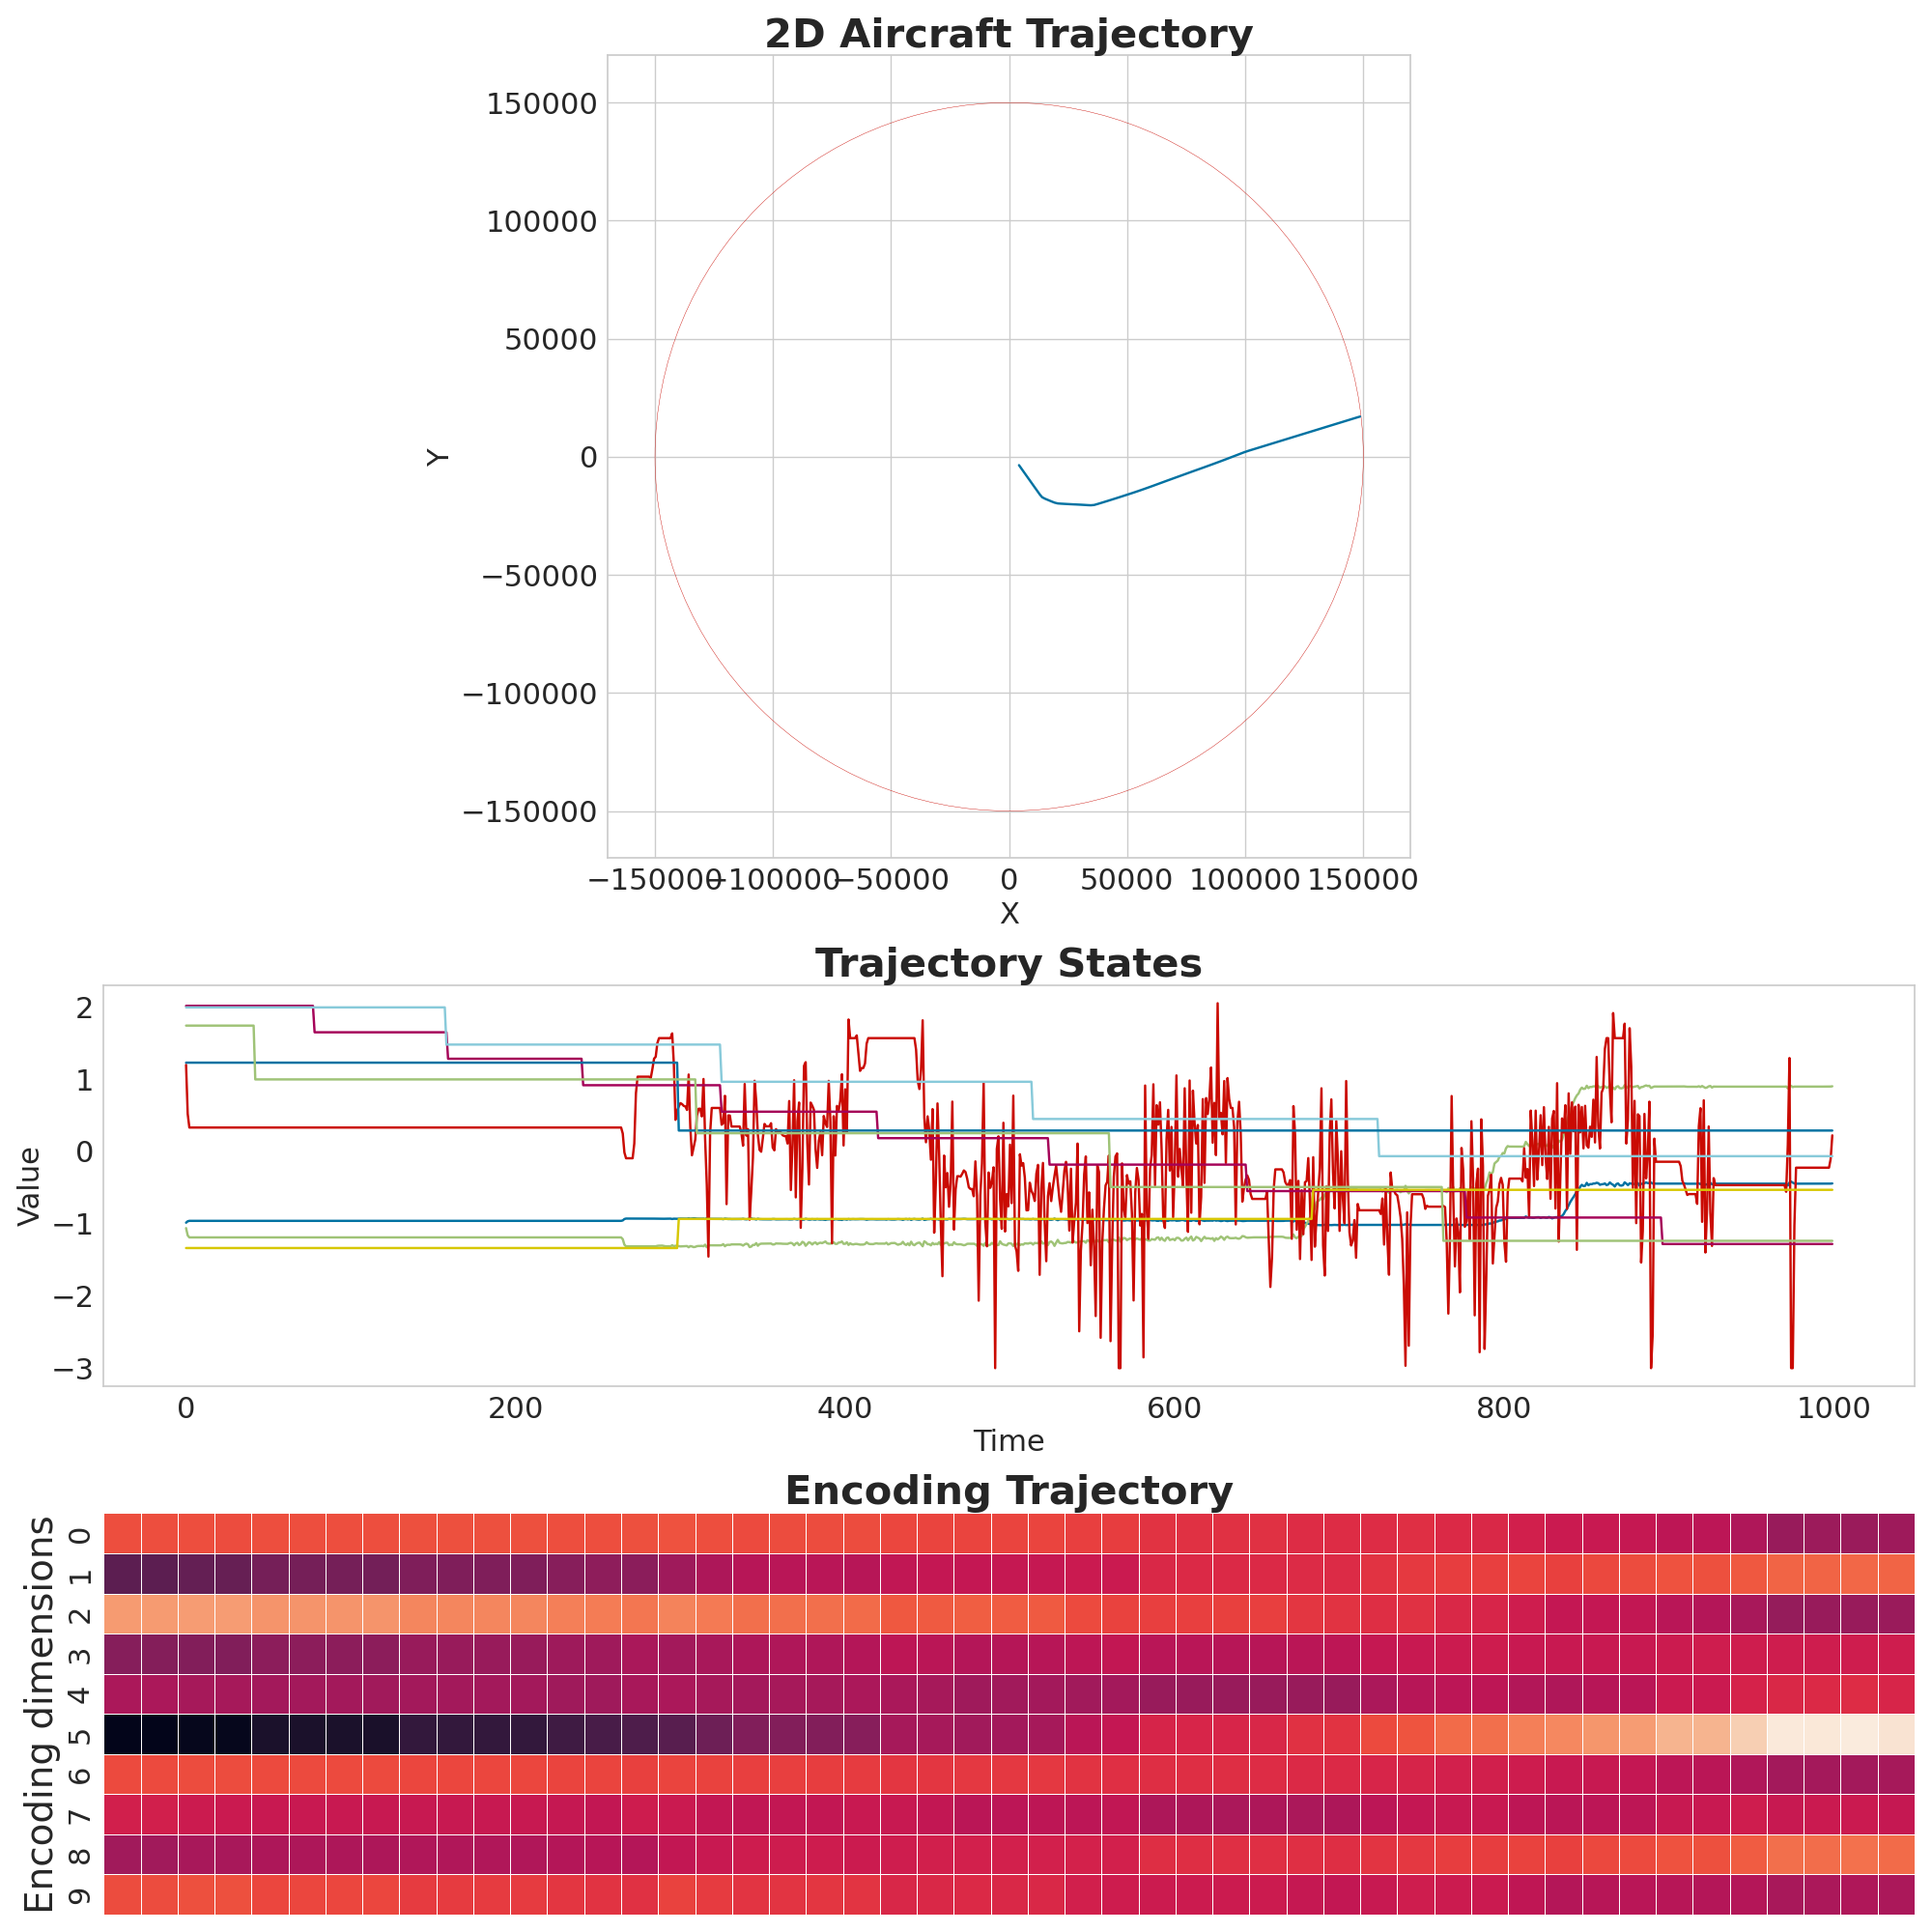 2D Aircraft Trajectory
150000
100000
50000
0
−50000
−100000
−150000
Y
−150000 −100000 −50000 0 50000 100000 150000
X
Trajectory States
2
1
0
−1
−2
−3
Value
0 200 400 600 800 1000
Time
Encoding Trajectory
Encoding dimensions
0
1
2
3
4
5
6
7
8
9